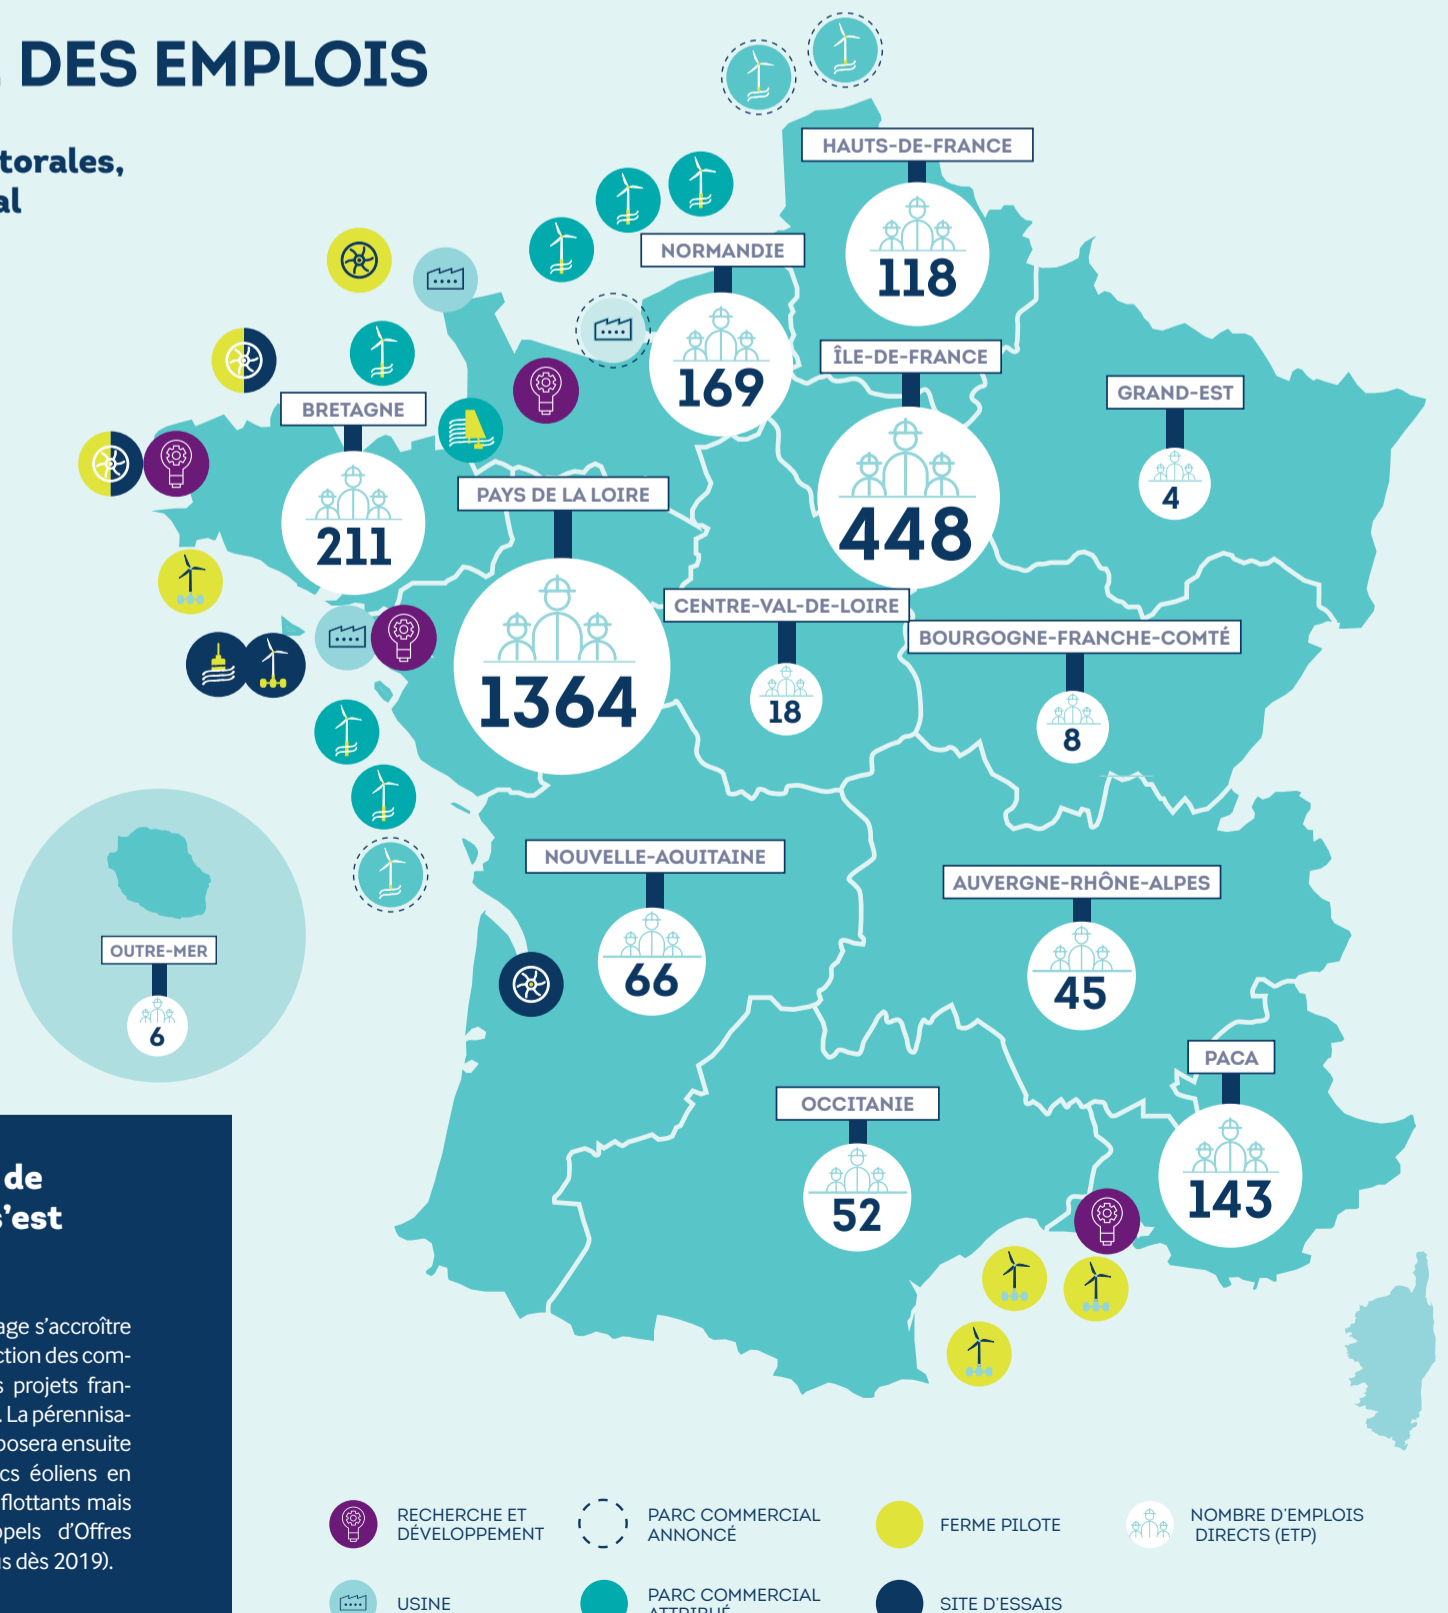 DES EMPLOIS
torales,
al
HAUTS-DE-FRANCE
118
NORMANDIE
169
ÎLE-DE-FRANCE
448
GRAND-EST
4
BRETAGNE
211
PAYS DE LA LOIRE
1364
CENTRE-VAL-DE-LOIRE
18
BOURGOGNE-FRANCHE-COMTÉ
8
NOUVELLE-AQUITAINE
66
AUVERGNE-RHÔNE-ALPES
45
OUTRE-MER
6
PACA
143
OCCITANIE
52
de
s'est
age s'accroître
ction des com-
s projets fran-
. La pérennisa-
posera ensuite
cs éoliens en
flottants mais
ppels d'Offres
s dès 2019).
RECHERCHE ET
DÉVELOPPEMENT
PARC COMMERCIAL
ANNONCÉ
FERME PILOTE
NOMBRE D'EMPLOIS
DIRECTS (ETP)
USINE
PARC COMMERCIAL
ATTRIBUÉ
SITE D'ESSAIS